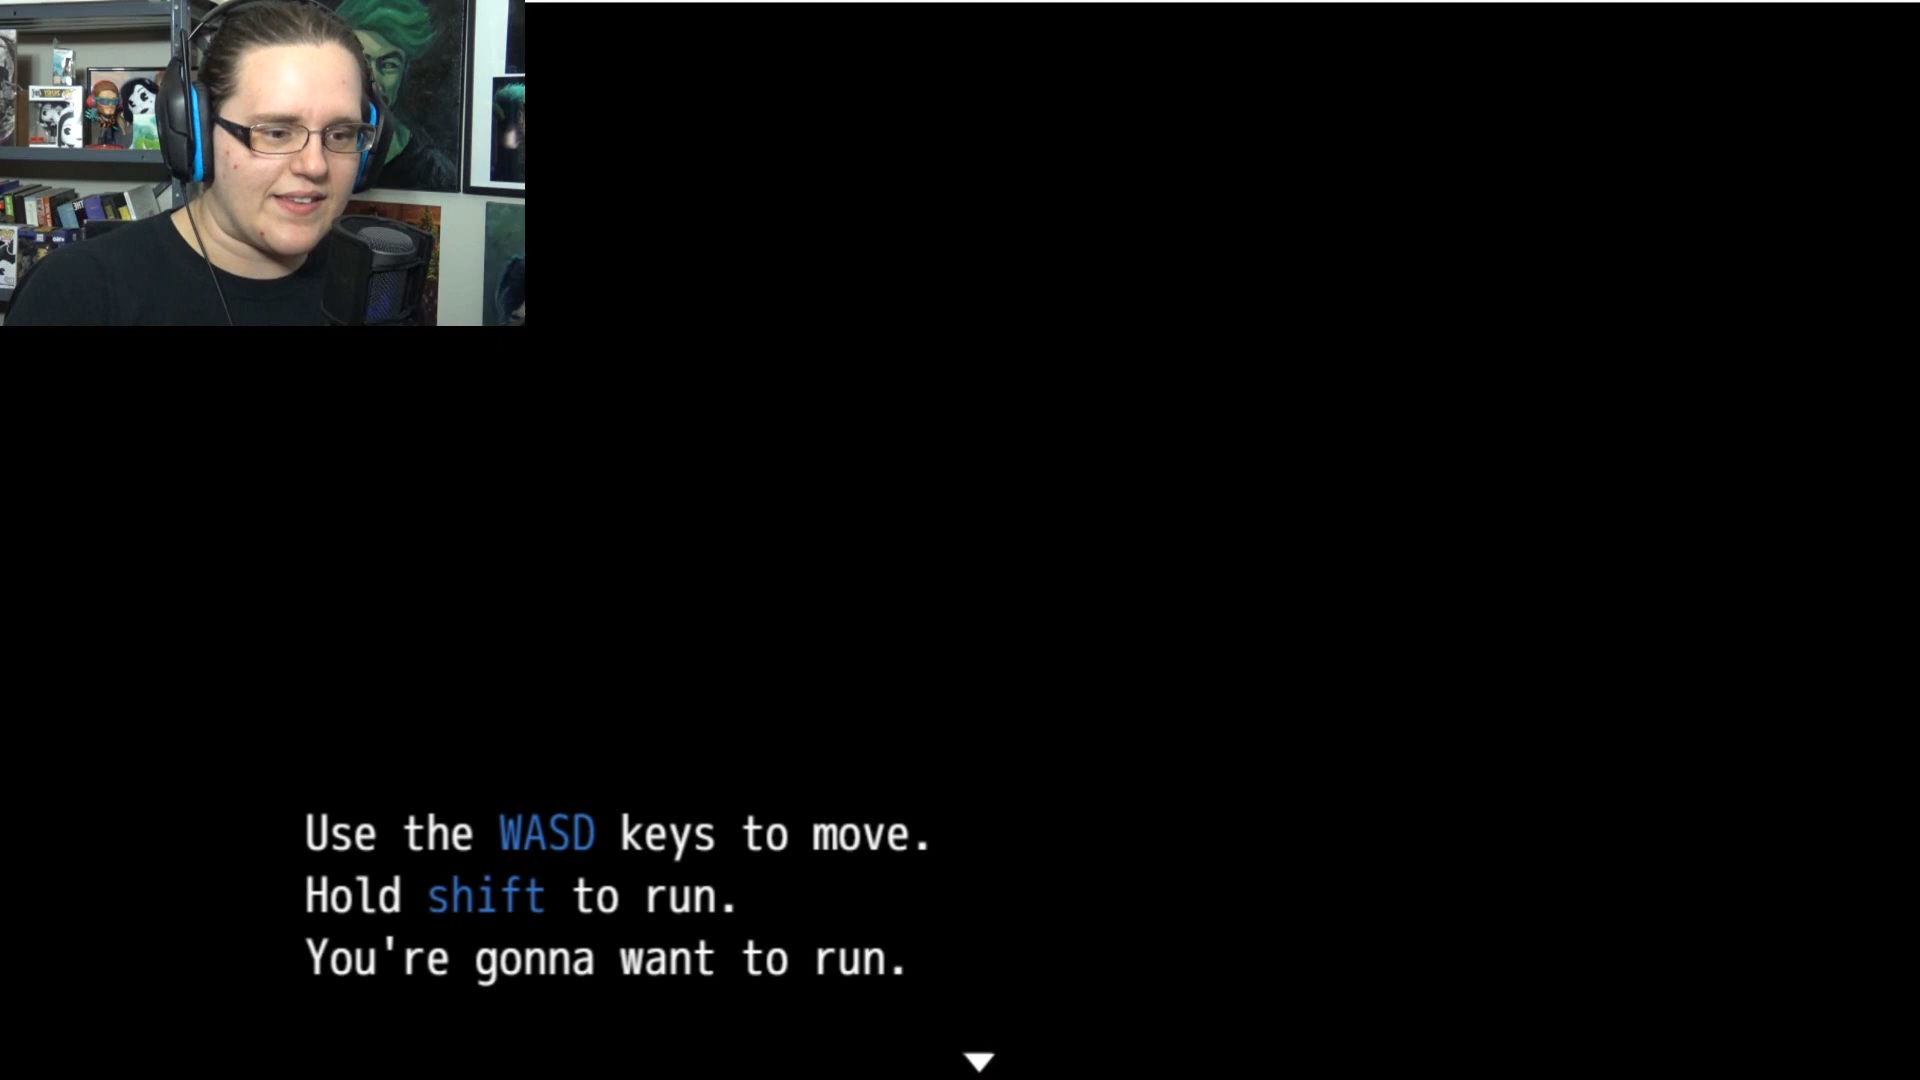 Use the WASD keys to move.
Hold shift to run.
You're gonna want to run.